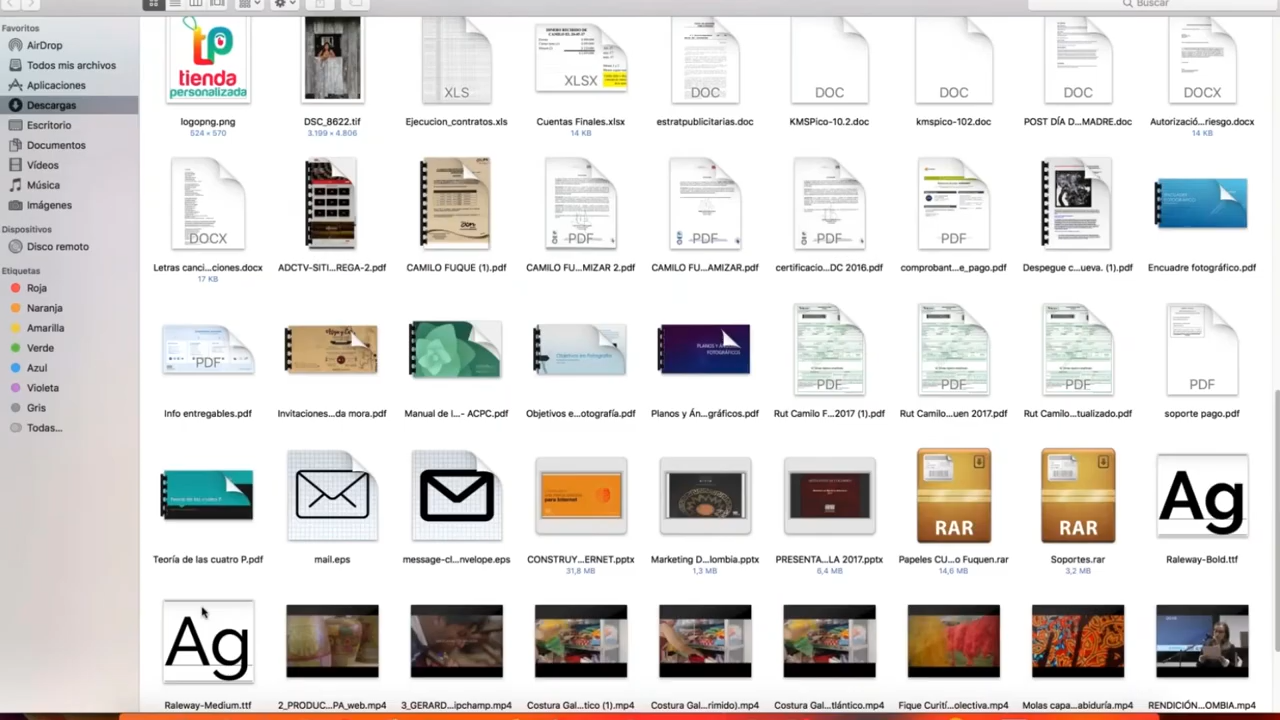 Buscar
Favoritos
AirDrop
Todos mis archivos
Aplicaciones
Descargas
Escritorio
Documentos
Vídeos
Música
Imágenes
Dispositivos
Disco remoto
Etiquetas
Roja
Naranja
Amarilla
Verde
Azul
Violeta
Gris
Todas...
tp
tienda
personalizada
XLS
XLSX
DOC
DOC
DOC
DOC
DOCX
logopng.png
DSC_8622.tif
Ejecucion_contratos.xls
Cuentas Finales.xlsx
estratpublicitarias.doc
KMSPico-10.2.doc
kmspico-102.doc
POST DÍA D...MADRE.doc
Autorizació...riesgo.docx
524 × 570
3.199 × 4.806
14 KB
14 KB
DOCX
PDF
PDF
PDF
PDF
Letras canci...ciones.docx
ADCTV-SITI...REGA-2.pdf
CAMILO FUQUE (1).pdf
CAMILO FU...MIZAR 2.pdf
CAMILO FU...AMIZAR.pdf
certificacio...DC 2016.pdf
comprobant...e_pago.pdf
Despegue c...ueva. (1).pdf
Encuadre fotográfico.pdf
17 KB
PDF
PLANOS Y ÁN
FOTOGRÁFICOS
PDF
PDF
PDF
PDF
Info entregables.pdf
Invitaciones...da mora.pdf
Manual de I...- ACPC.pdf
Objetivos e...otografía.pdf
Planos y Án...gráficos.pdf
Rut Camilo F...2017 (1).pdf
Rut Camilo...uen 2017.pdf
Rut Camilo...tualizado.pdf
soporte pago.pdf
Teoría de las cuatro P
para Internet
RAR
RAR
Ag
Teoría de las cuatro P.pdf
mail.eps
message-cl...nvelope.eps
CONSTRUY...ERNET.pptx
Marketing D...lombia.pptx
PRESENTA...LA 2017.pptx
Papeles CU...o Fuquen.rar
Soportes.rar
Raleway-Bold.ttf
31,8 MB
1,3 MB
6,4 MB
14,6 MB
3,2 MB
Ag
Raleway-Medium.ttf
2_PRODUC...PA_web.mp4
3_GERARD...ipchamp.mp4
Costura Gal...tico (1).mp4
Costura Gal...rimido).mp4
Costura Gal...tlántico.mp4
Fique Curití...olectiva.mp4
Molas capa...abiduría.mp4
RENDICIÓN...OMBIA.mp4